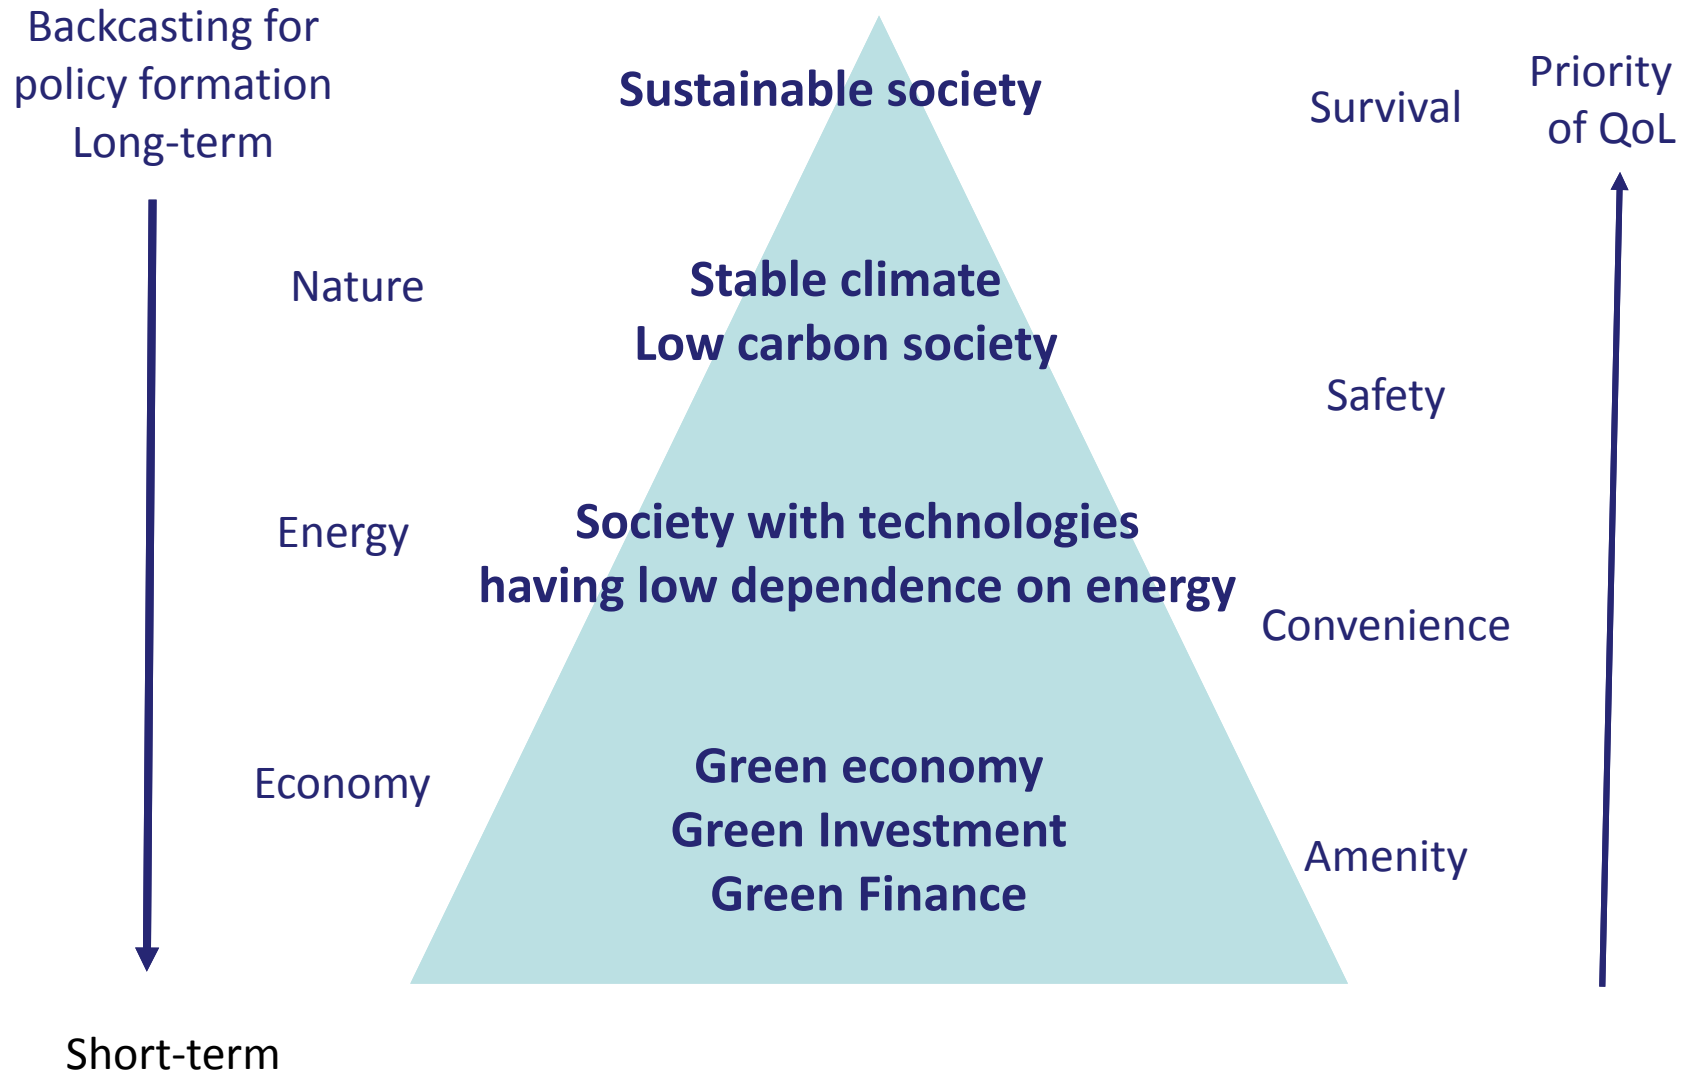 Backcasting for
policy formation
Long-term
Sustainable society
Survival
Priority
of QoL
Nature
Stable climate
Low carbon society
Safety
Energy
Society with technologies
having low dependence on energy
Convenience
Economy
Green economy
Green Investment
Green Finance
Amenity
Short-term